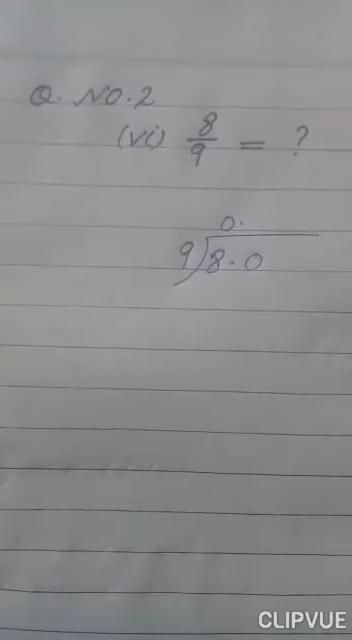 Q. NO. 2
(vi) 8/9 = ?
0.
9)8.0
CLIPVUE